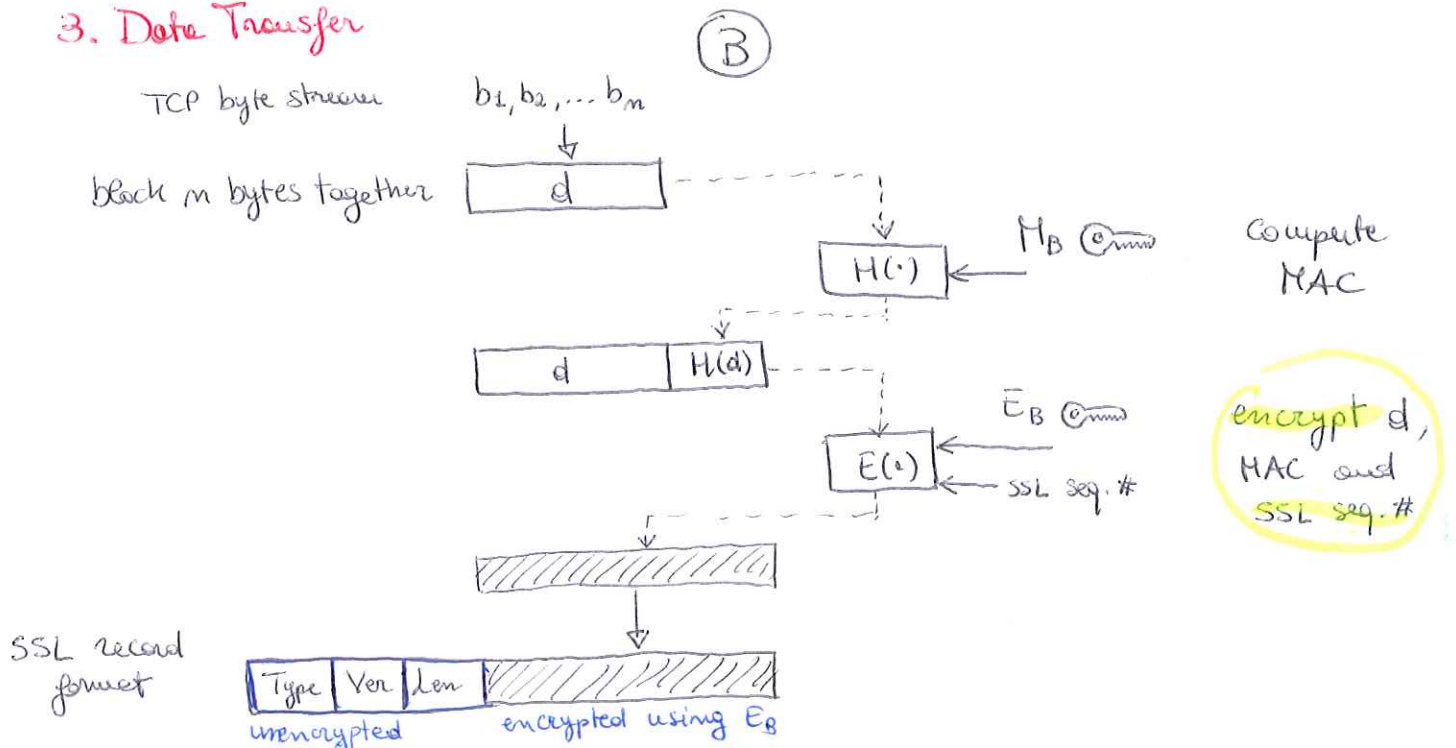 3. Data Transfer
B
TCP byte stream b1, b2, ... bn
block n bytes together d
H(·)
MB
compute
MAC
d H(d)
E(·)
EB
SSL seq. #
encrypt d,
MAC and
SSL seq. #
SSL record
format
Type Ver Len
unencrypted encrypted using EB